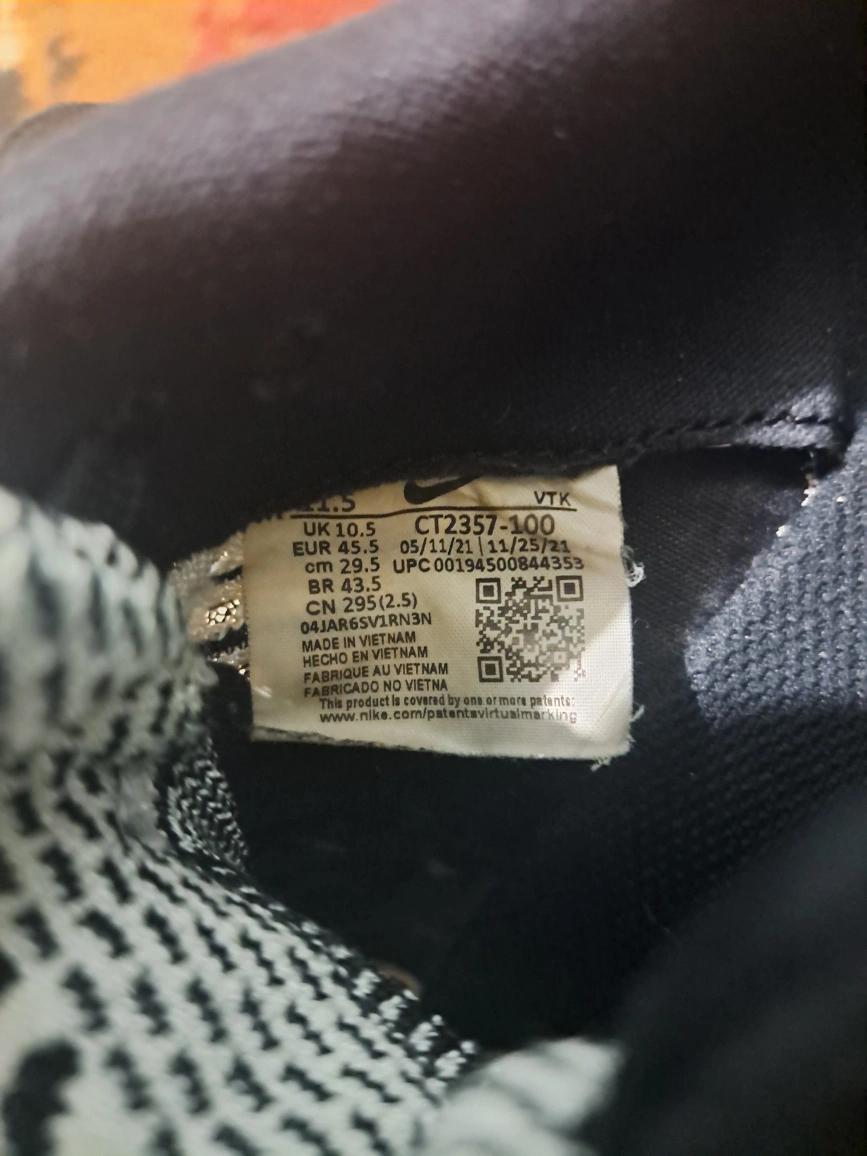 11.5 VTK
UK 10.5 CT2357-100
EUR 45.5 05/11/21 | 11/25/21
cm 29.5 UPC 00194500844353
BR 43.5
CN 295(2.5)
04JAR6SV1RN3N
MADE IN VIETNAM
HECHO EN VIETNAM
FABRIQUE AU VIETNAM
FABRICADO NO VIETNA
This product is covered by one or more patents:
www.nike.com/patentsvirtualmarking